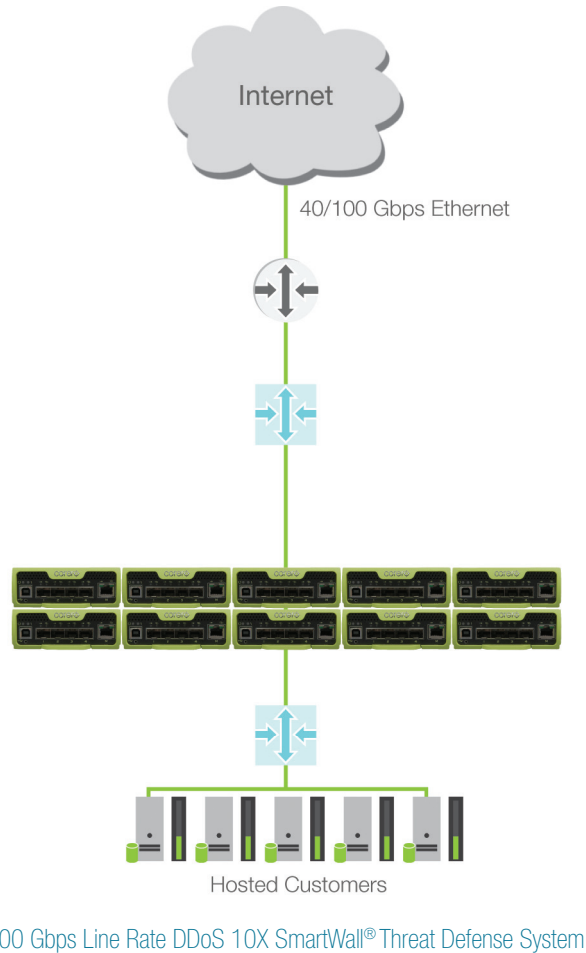 Internet
40/100 Gbps Ethernet
Hosted Customers
00 Gbps Line Rate DDoS 10X SmartWall® Threat Defense System